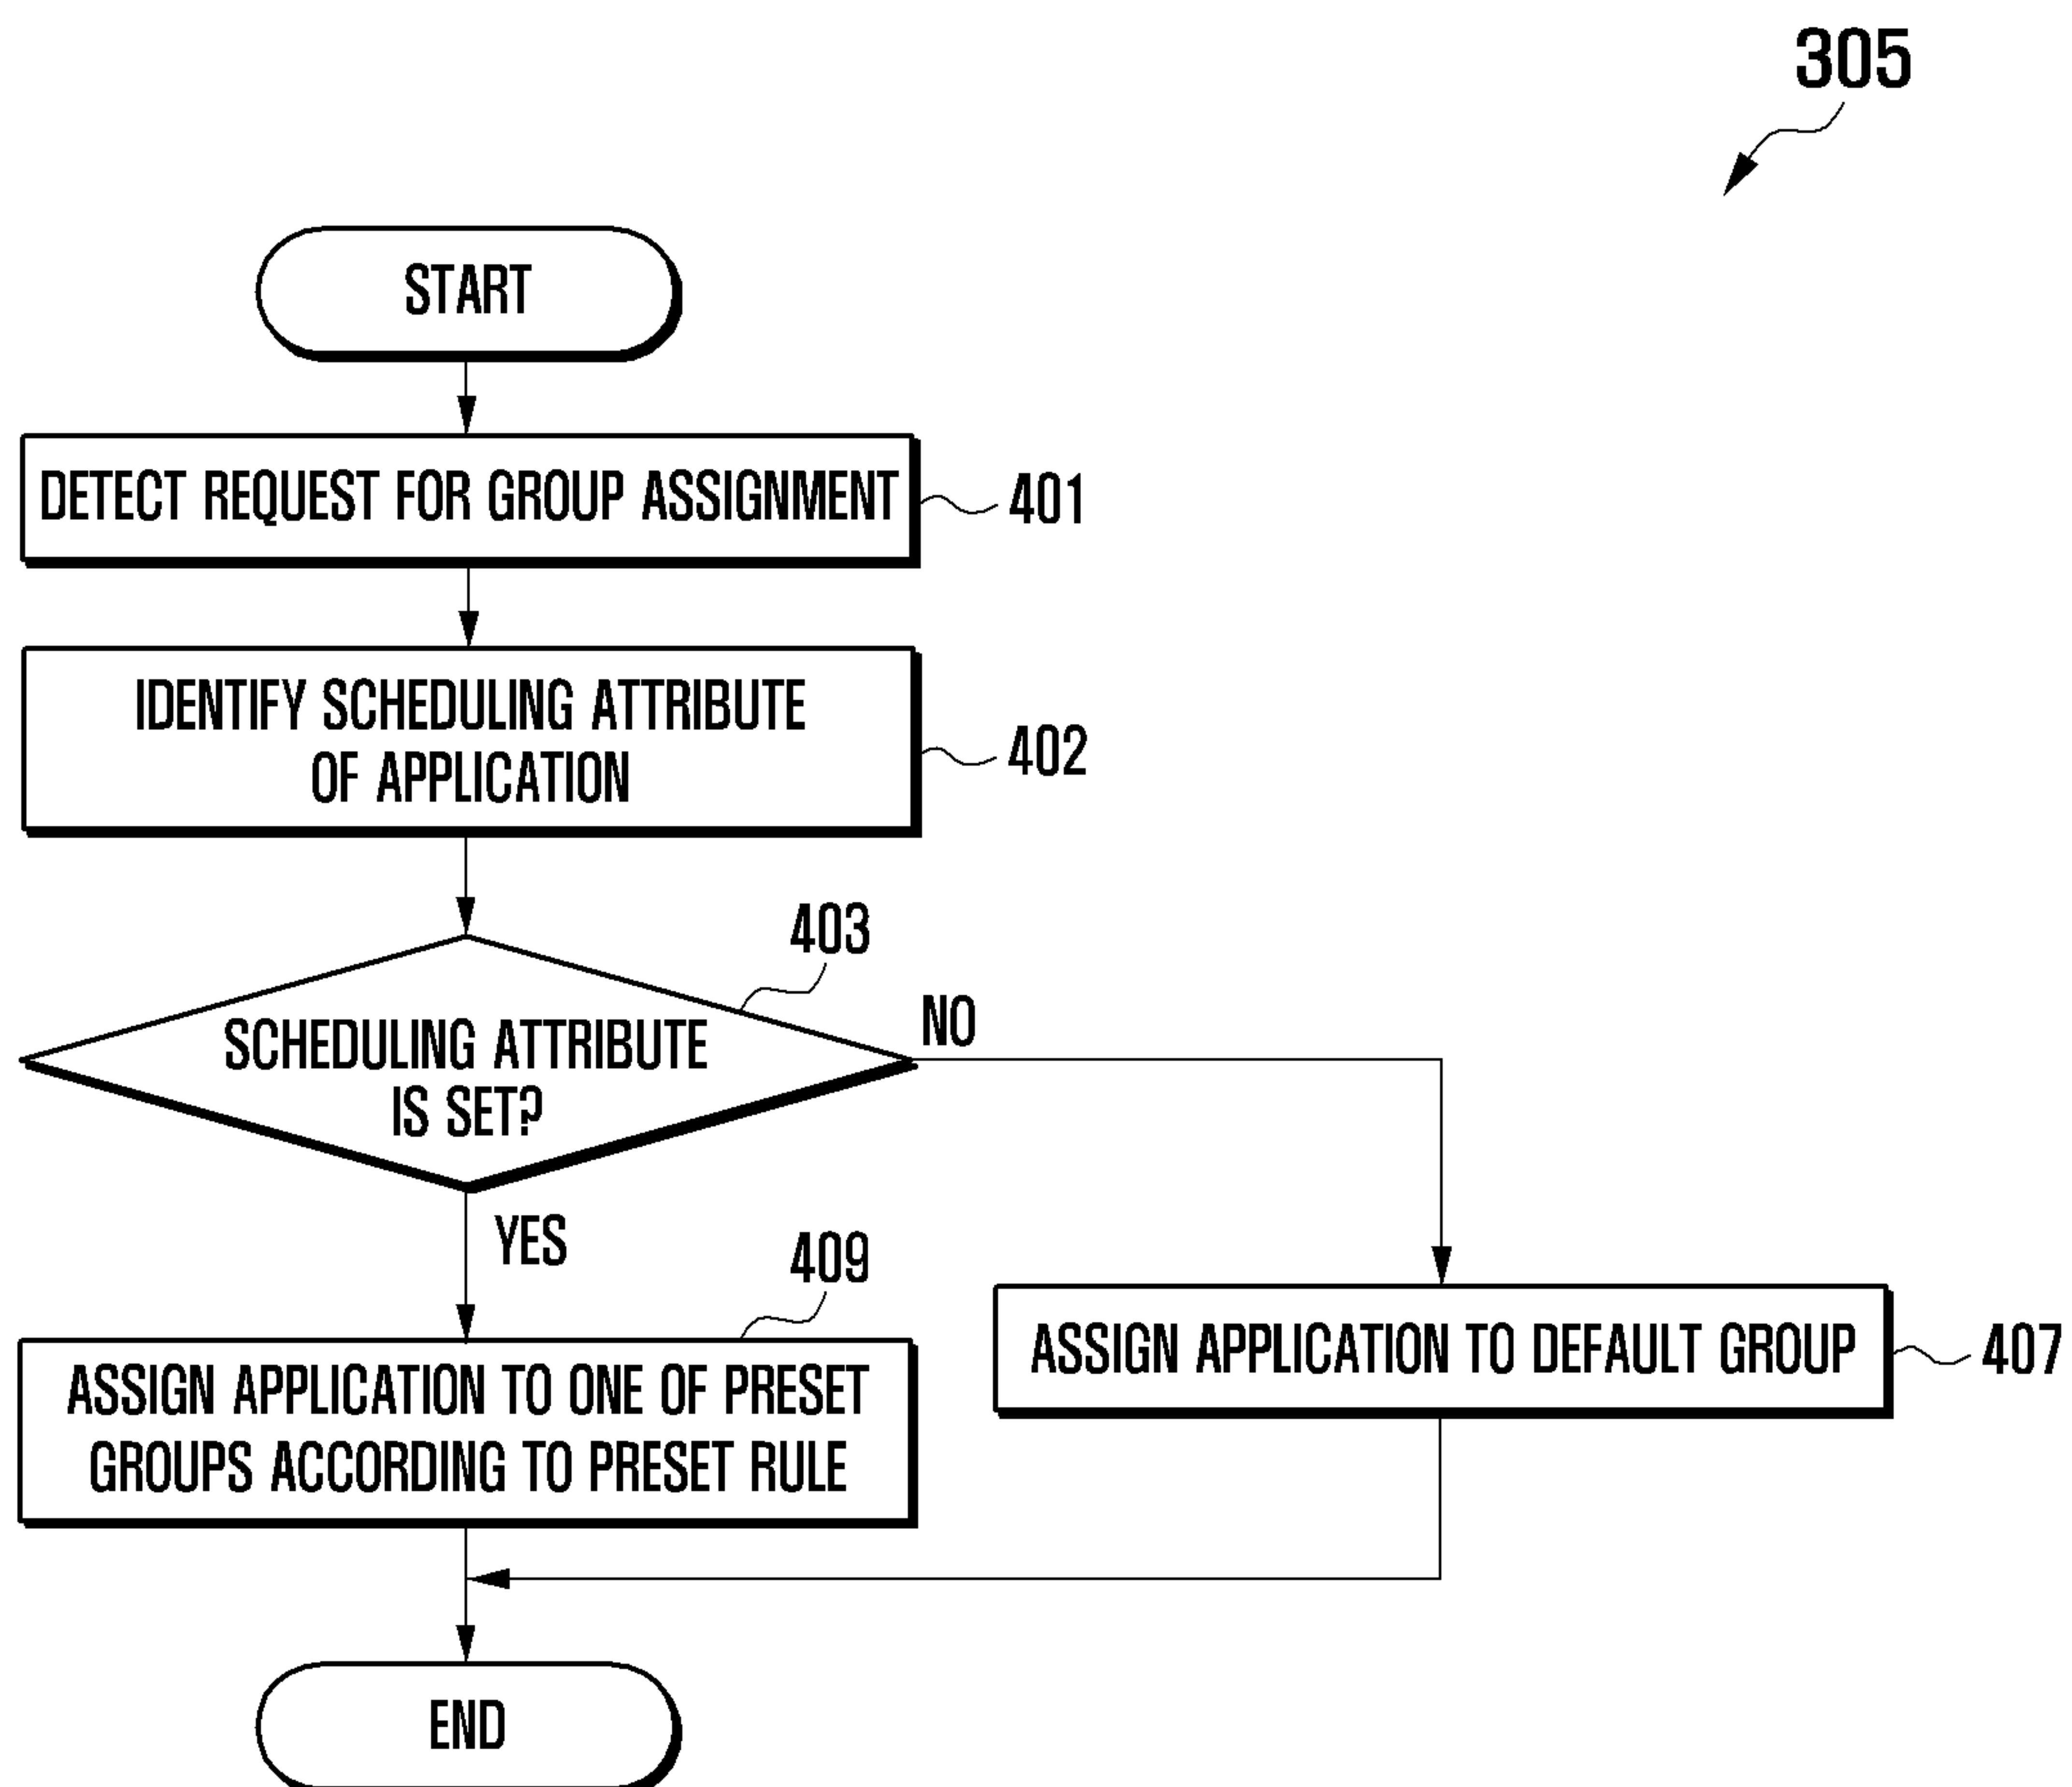 305
START
DETECT REQUEST FOR GROUP ASSIGNMENT
401
IDENTIFY SCHEDULING ATTRIBUTE
OF APPLICATION
402
403
SCHEDULING ATTRIBUTE
IS SET?
NO
YES
409
ASSIGN APPLICATION TO ONE OF PRESET
GROUPS ACCORDING TO PRESET RULE
ASSIGN APPLICATION TO DEFAULT GROUP
407
END